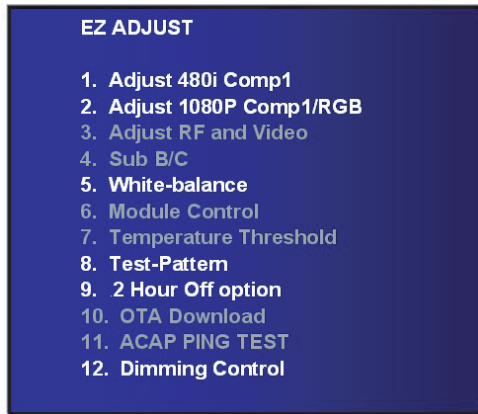 EZ ADJUST
1. Adjust 480i Comp1
2. Adjust 1080P Comp1/RGB
3. Adjust RF and Video
4. Sub B/C
5. White-balance
6. Module Control
7. Temperature Threshold
8. Test-Pattern
9. .2 Hour Off option
10. OTA Download
11. ACAP PING TEST
12. Dimming Control